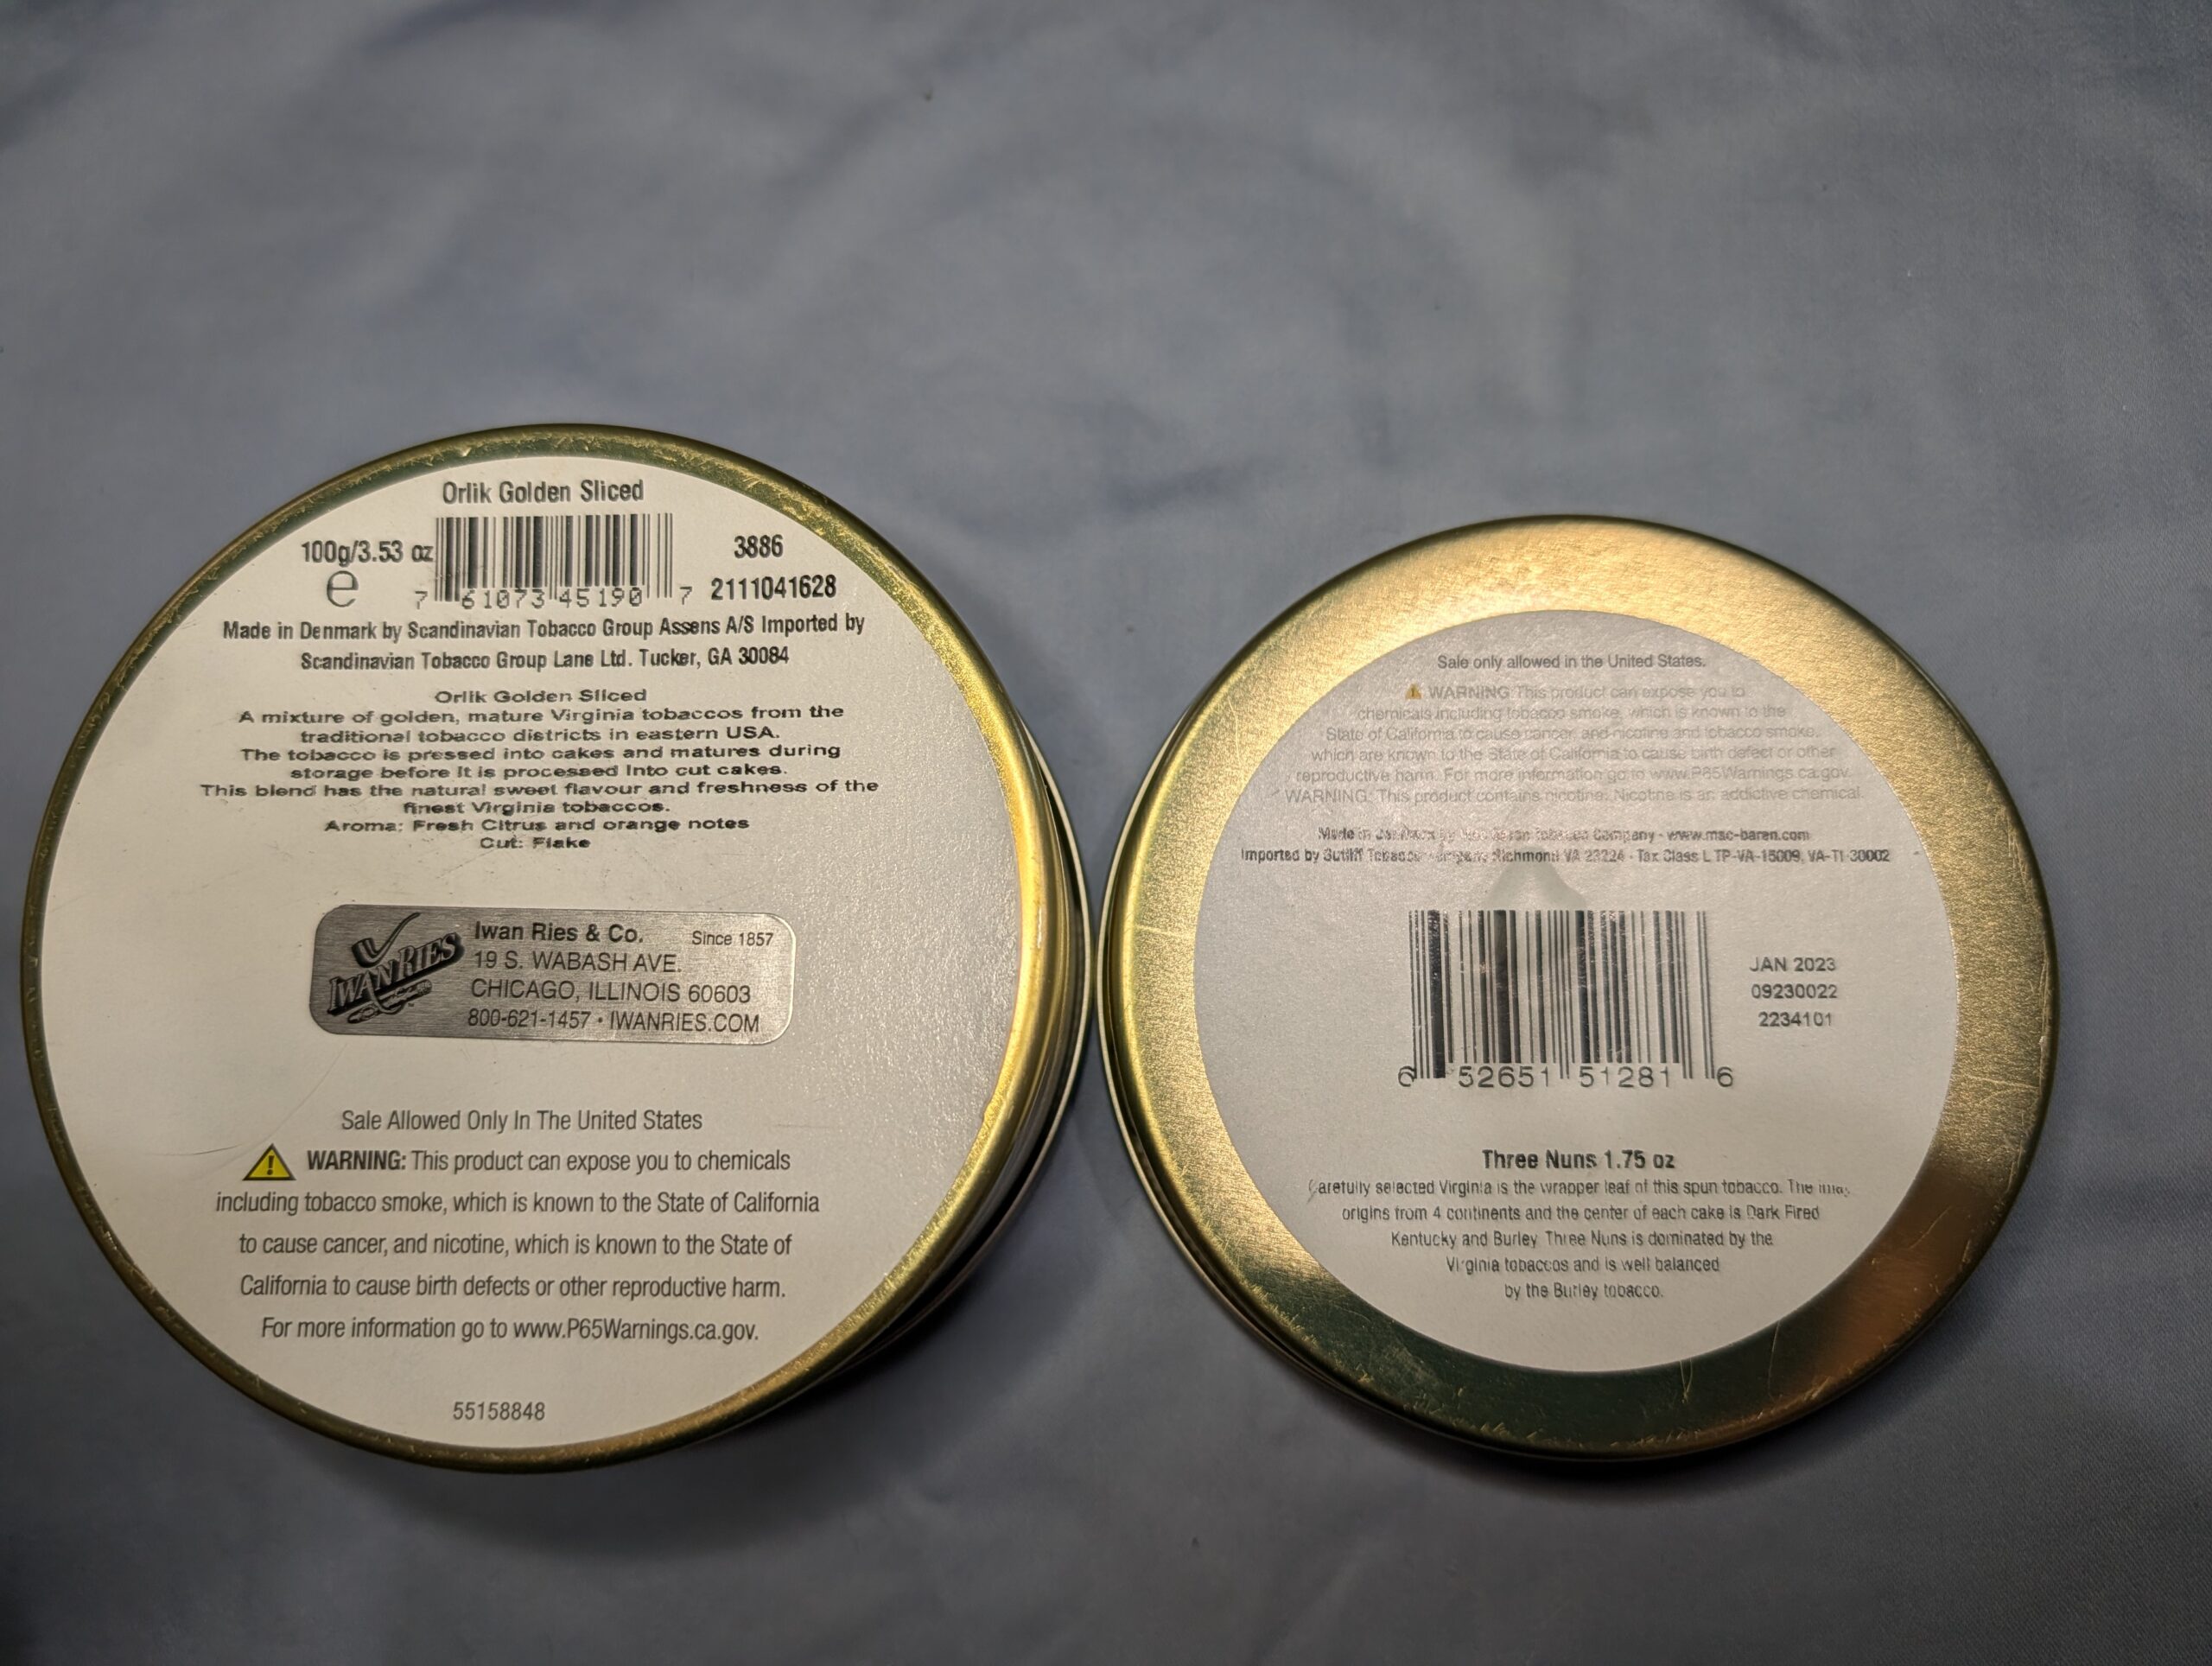 Orlik Golden Sliced
100g/3.53 oz
e
7 61073 45190 7
3886
2111041628
Made in Denmark by Scandinavian Tobacco Group Assens A/S Imported by
Scandinavian Tobacco Group Lane Ltd. Tucker, GA 30084
Orlik Golden Sliced
A mixture of golden, mature Virginia tobaccos from the
traditional tobacco districts in eastern USA.
The tobacco is pressed into cakes and matures during
storage before it is processed into cut cakes.
This blend has the natural sweet flavour and freshness of the
finest Virginia tobaccos.
Aroma: Fresh Citrus and orange notes
Cut: Flake
IWAN RIES
Iwan Ries & Co. Since 1857
19 S. WABASH AVE.
CHICAGO, ILLINOIS 60603
800-621-1457 • IWANRIES.COM
Sale Allowed Only In The United States
WARNING: This product can expose you to chemicals
including tobacco smoke, which is known to the State of California
to cause cancer, and nicotine, which is known to the State of
California to cause birth defects or other reproductive harm.
For more information go to www.P65Warnings.ca.gov.
55158848
Sale only allowed in the United States.
WARNING This product can expose you to
chemicals including tobacco smoke, which is known to the
State of California to cause cancer, and nicotine and tobacco smoke,
which are known to the State of California to cause birth defect or other
reproductive harm. For more information go to www.P65Warnings.ca.gov.
WARNING: This product contains nicotine. Nicotine is an addictive chemical.
Made in by Tobacco Company - www.mac-baren.com
Imported by Sutliff Tobacco Richmond VA 23224 - Tax Class L TP-VA-15009, VA-TI-30002
6 52651 51281 6
JAN 2023
09230022
2234101
Three Nuns 1.75 oz
Carefully selected Virginia is the wrapper leaf of this spun tobacco. The
origins from 4 continents and the center of each cake is Dark Fired
Kentucky and Burley Three Nuns is dominated by the
Virginia tobaccos and is well balanced
by the Burley tobacco.